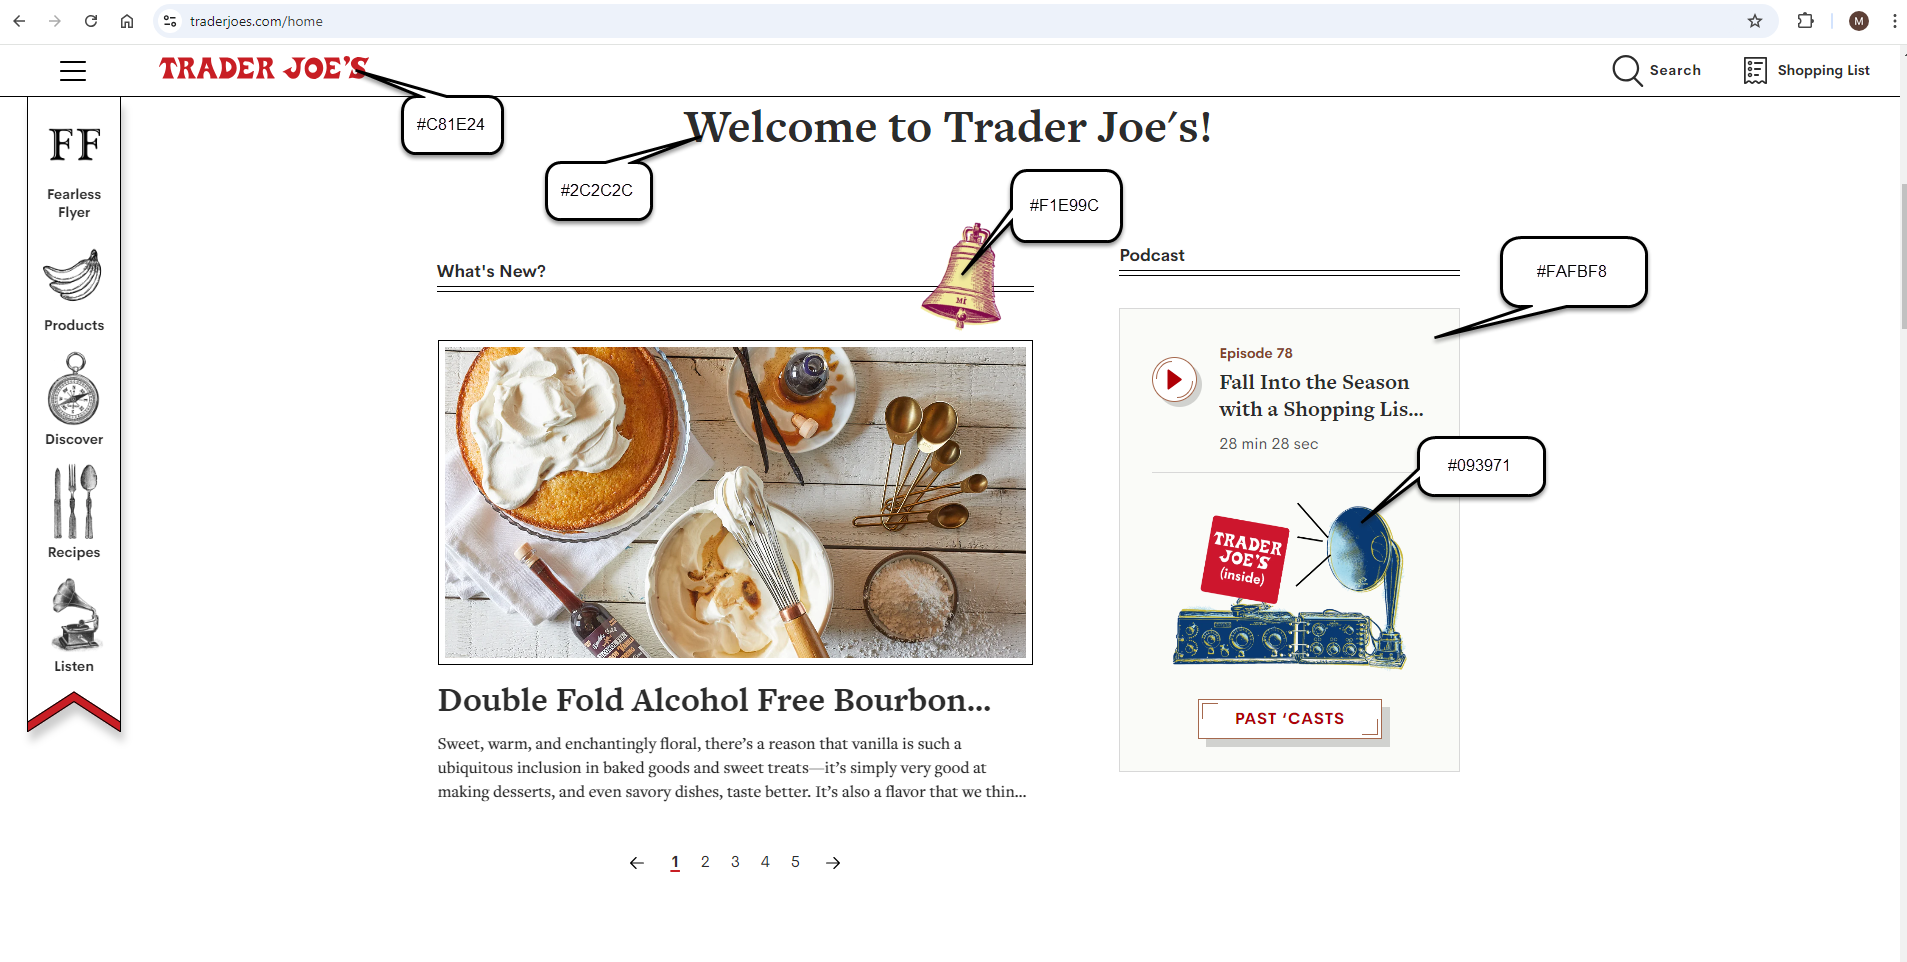 traderjoes.com/home
M
TRADER JOE'S
Search
Shopping List
#C81E24
Welcome to Trader Joe's!
#2C2C2C
#F1E99C
FF
Fearless
Flyer
Products
Discover
Recipes
Listen
What's New?
MI
Podcast
#FAFBF8
Episode 78
Fall Into the Season
with a Shopping Lis...
28 min 28 sec
#093971
TRADER
JOE'S
(inside)
PAST ‘CASTS
Double Fold Alcohol Free Bourbon...
Sweet, warm, and enchantingly floral, there’s a reason that vanilla is such a
ubiquitous inclusion in baked goods and sweet treats—it’s simply very good at
making desserts, and even savory dishes, taste better. It’s also a flavor that we thin...
1 2 3 4 5